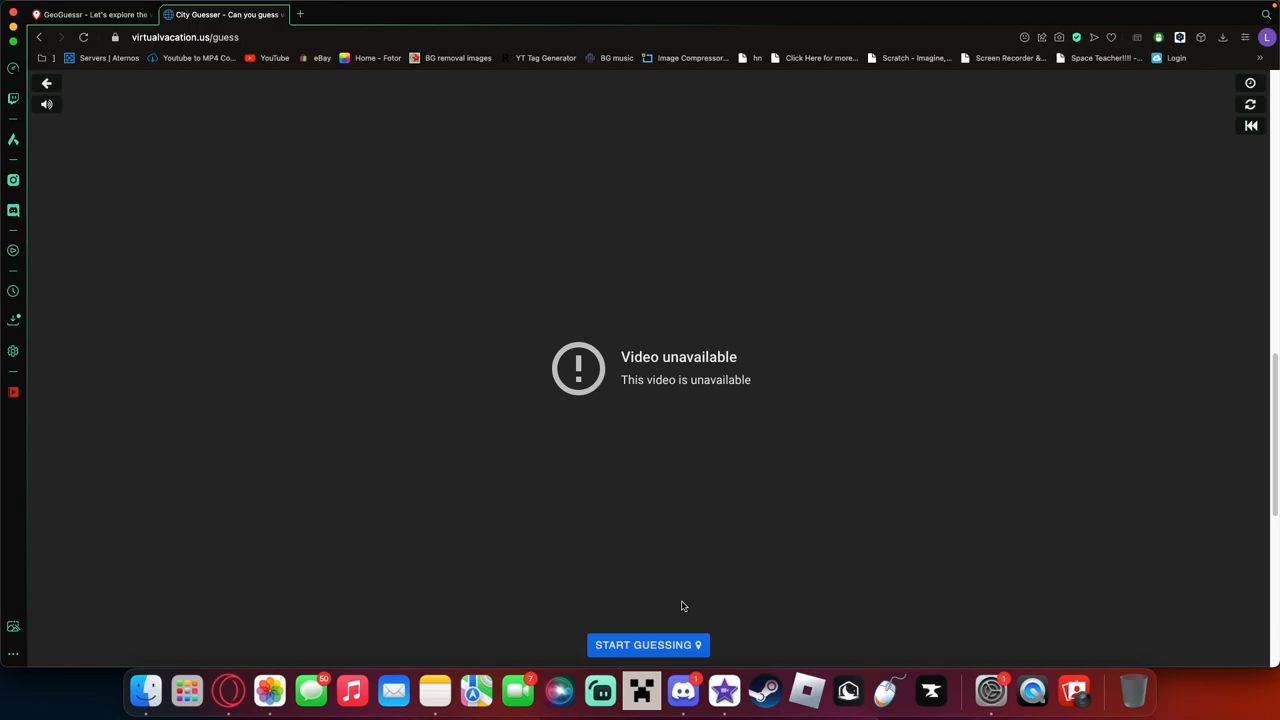 GeoGuessr - Let's explore the w
City Guesser - Can you guess w
virtualvacation.us/guess
Servers | Aternos
Youtube to MP4 Co...
YouTube
eBay
Home - Fotor
BG removal images
YT Tag Generator
BG music
Image Compressor...
hn
Click Here for more...
Scratch - Imagine,...
Screen Recorder &...
Space Teacher!!!! -...
Login
L
Video unavailable
This video is unavailable
START GUESSING
50
7
1
1